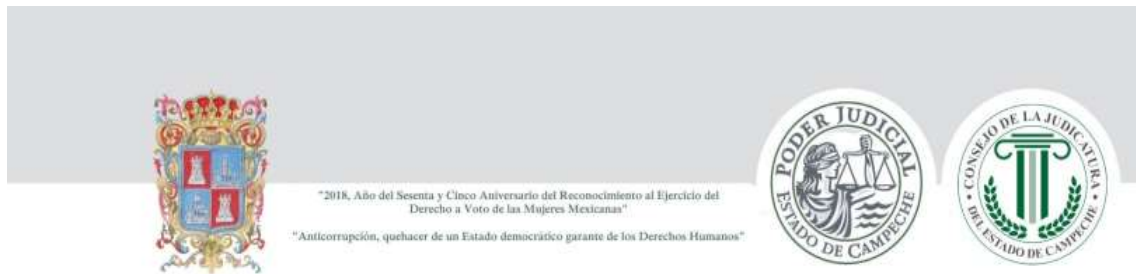 "2018, Año del Sesenta y Cinco Aniversario del Reconocimiento al Ejercicio del
Derecho a Voto de las Mujeres Mexicanas"
"Anticorrupción, quehacer de un Estado democrático garante de los Derechos Humanos"
PODER JUDICIAL
ESTADO DE CAMPECHE
CONSEJO DE LA JUDICATURA
DEL ESTADO DE CAMPECHE